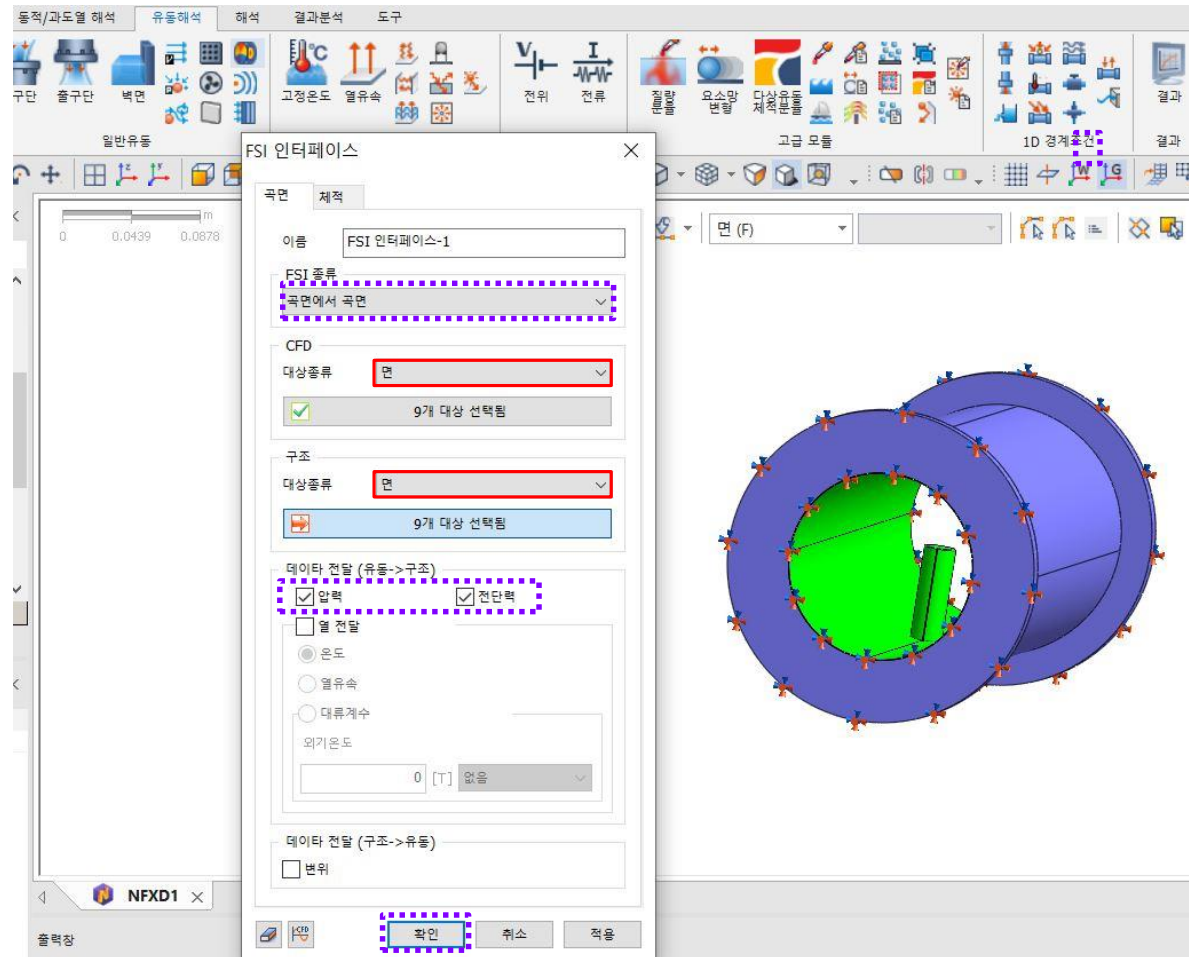 동적/과도열 해석 유동해석 해석 결과분석 도구
구단 출구단 벽면 고정온도 열유속 전위 전류 질량분율 요소망변형 다상유동체적분율 결과
일반유동 고급 모듈 1D 경계조건 결과
FSI 인터페이스
곡면 체적
m
0 0.0439 0.0878
면 (F)
이름 FSI 인터페이스-1
FSI 종류
곡면에서 곡면
CFD
대상종류 면
9개 대상 선택됨
구조
대상종류 면
9개 대상 선택됨
데이타 전달 (유동->구조)
압력 전단력
열 전달
온도
열유속
대류계수
외기온도
0 [T] 없음
데이타 전달 (구조->유동)
변위
NFXD1
확인 취소 적용
출력창